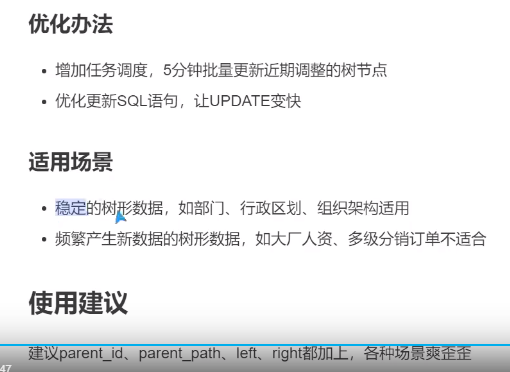 优化办法
增加任务调度，5分钟批量更新近期调整的树节点
优化更新SQL语句，让UPDATE变快
适用场景
稳定的树形数据，如部门、行政区划、组织架构适用
频繁产生新数据的树形数据，如大厂人资、多级分销订单不适合
使用建议
建议parent_id、parent_path、left、right都加上，各种场景爽歪歪
47